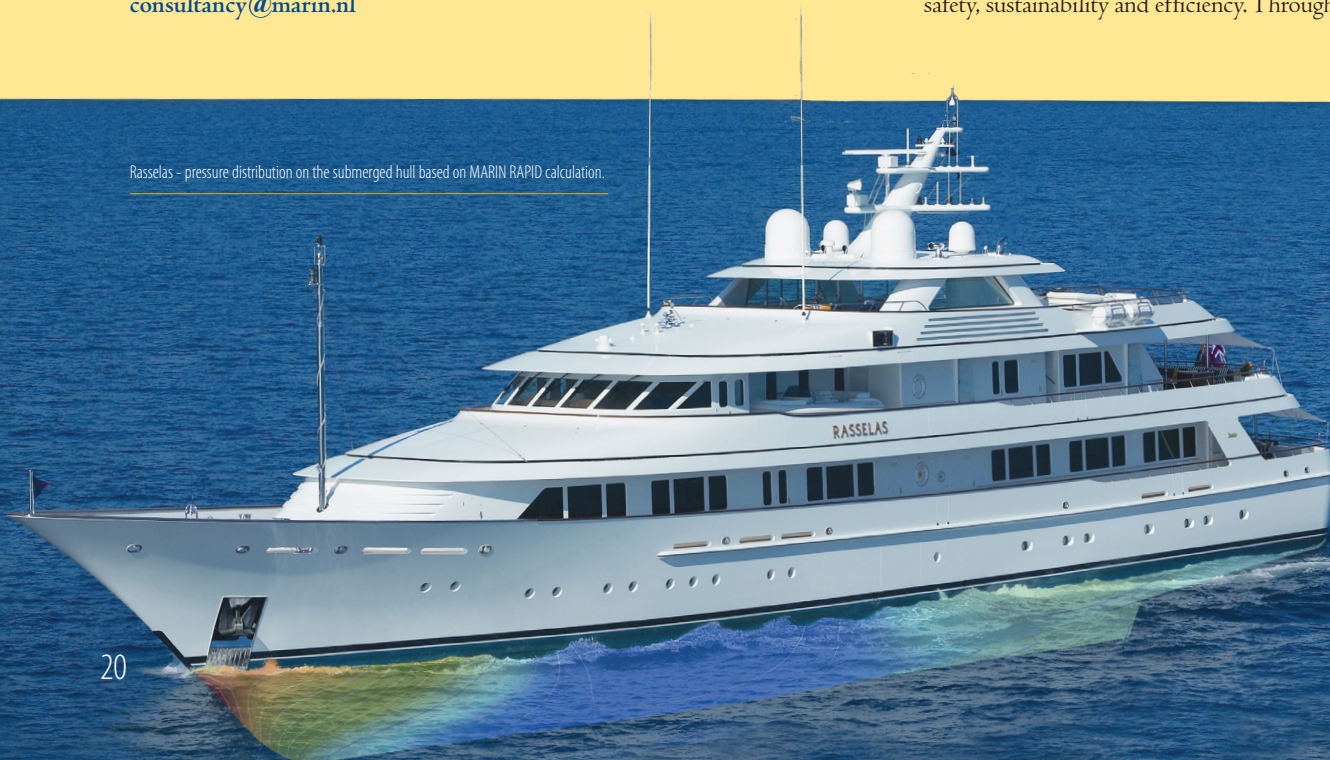 consultancy@marin.nl
safety, sustainability and efficiency. Through
Rasselas - pressure distribution on the submerged hull based on MARIN RAPID calculation.
RASSELAS
20